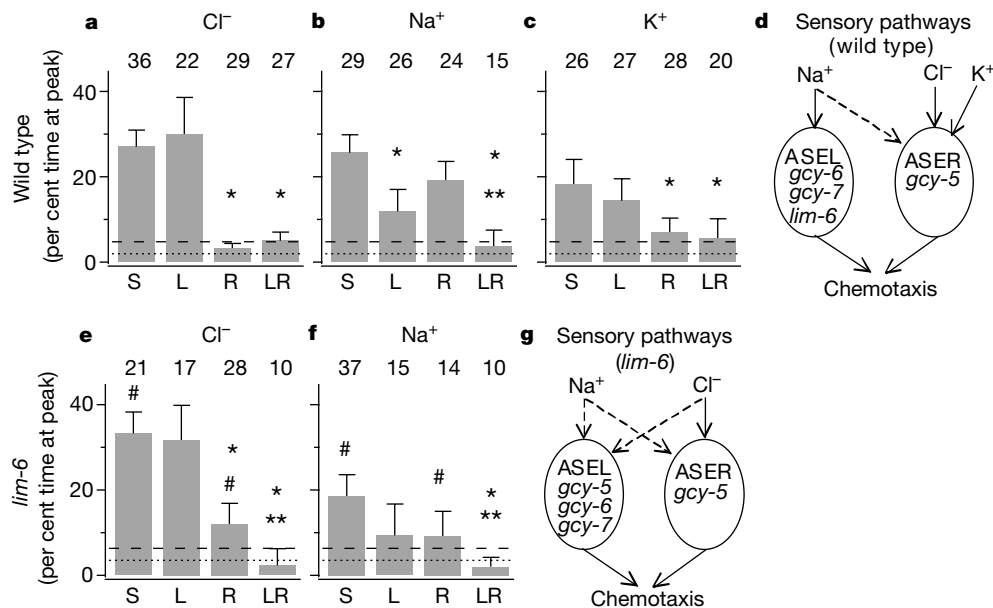 a Cl⁻
36 22 29 27
Wild type
(per cent time at peak)
40
20
0
* *
S L R LR
b Na⁺
29 26 24 15
* *
**
S L R LR
c K⁺
26 27 28 20
* *
S L R LR
d Sensory pathways
(wild type)
Na⁺ Cl⁻ K⁺
ASEL
gcy-6
gcy-7
lim-6
ASER
gcy-5
Chemotaxis
e Cl⁻
21 17 28 10
lim-6
(per cent time at peak)
40
20
0
#
* *
# **
S L R LR
f Na⁺
37 15 14 10
# # *
**
S L R LR
g Sensory pathways
(lim-6)
Na⁺ Cl⁻
ASEL
gcy-5
gcy-6
gcy-7
ASER
gcy-5
Chemotaxis